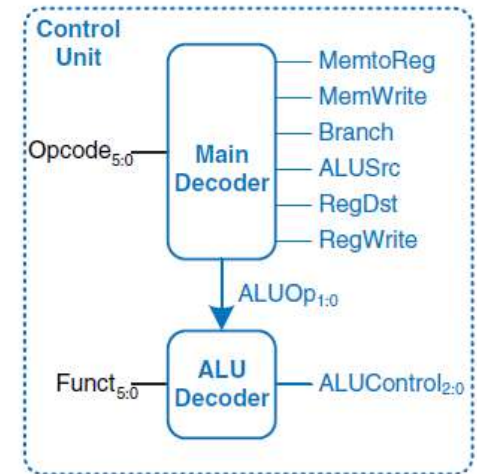 Control
Unit
MemtoReg
MemWrite
Branch
ALUSrc
RegDst
RegWrite
Opcode5:0
Main
Decoder
ALUOp1:0
Funct5:0
ALU
Decoder
ALUControl2:0